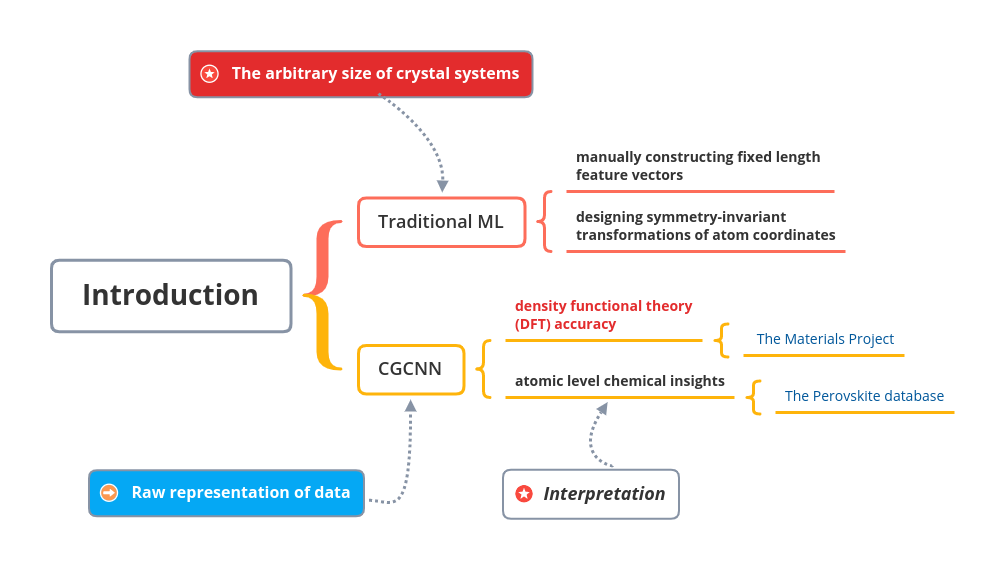 The arbitrary size of crystal systems
manually constructing fixed length
feature vectors
Traditional ML
designing symmetry-invariant
transformations of atom coordinates
Introduction
density functional theory
(DFT) accuracy
The Materials Project
CGCNN
atomic level chemical insights
The Perovskite database
Raw representation of data
Interpretation